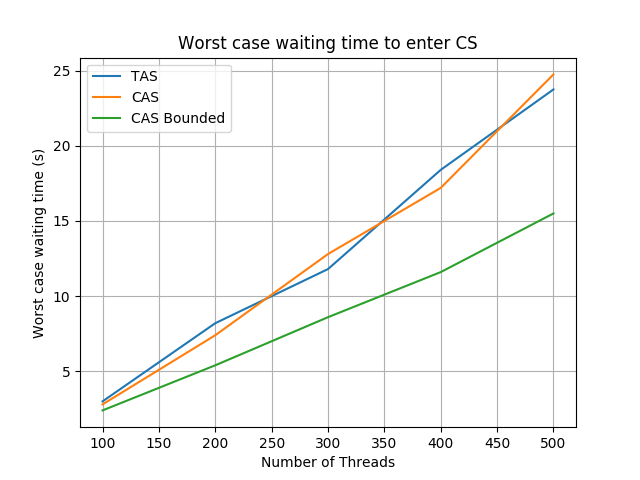 Worst case waiting time to enter CS
TAS
CAS
CAS Bounded
Worst case waiting time (s)
25
20
15
10
5
100 150 200 250 300 350 400 450 500
Number of Threads